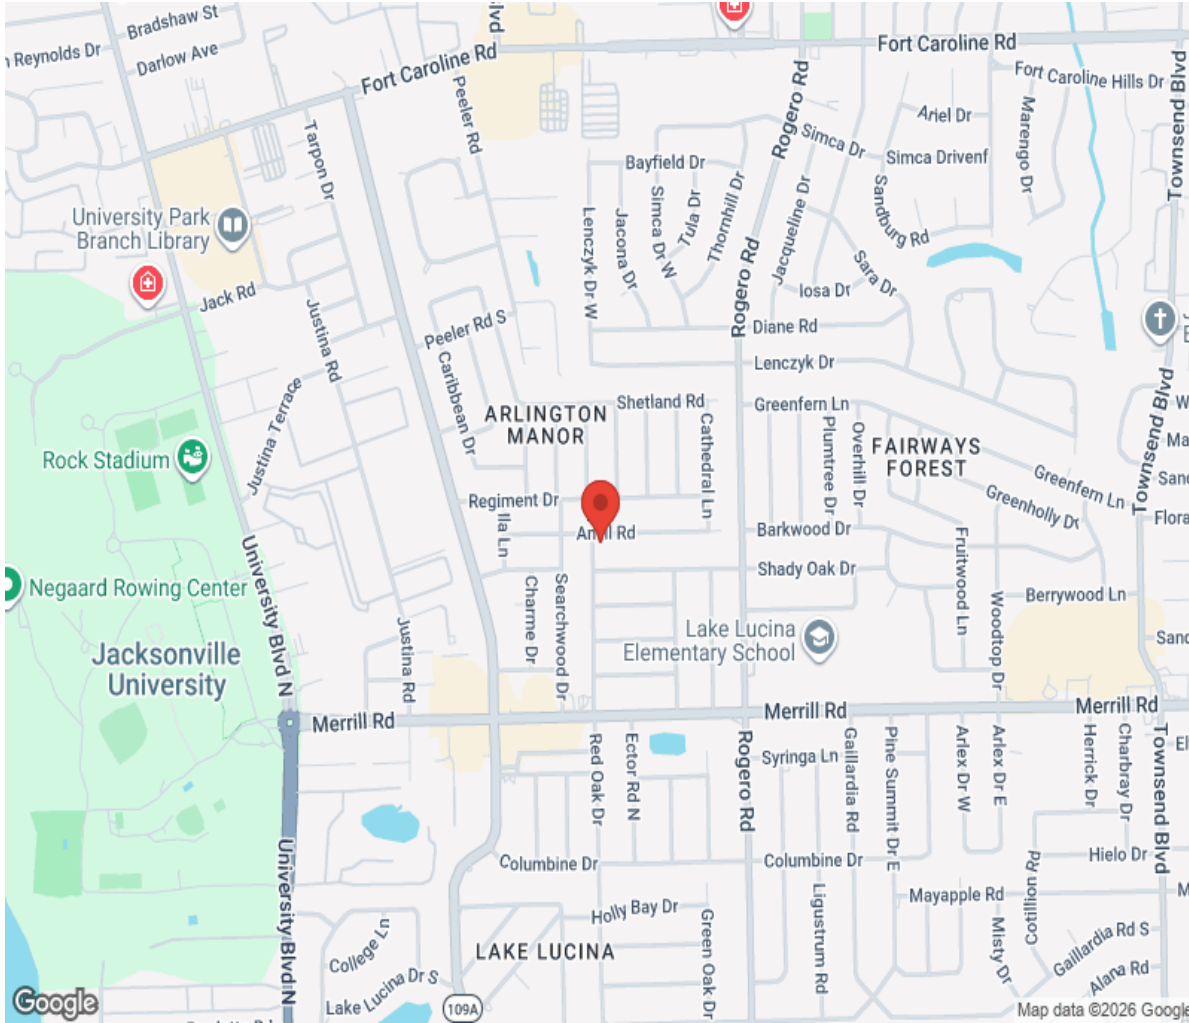 Bradshaw St
Reynolds Dr
Darlow Ave
Blvd
Fort Caroline Rd
Fort Caroline Rd
Fort Caroline Hills Dr
Peeler Rd
Tarpon Dr
Rogero Rd
Simca Dr
Ariel Dr
Marengo Dr
Townsend Blvd
Bayfield Dr
Simca Drivenf
University Park
Branch Library
Lenczyk Dr W
Jacona Dr
Simca Dr W
Tula Dr
Thornhill Dr
Jacqueline Dr
Sandburg Rd
Sara Dr
Iosa Dr
Jack Rd
Justina Rd
Peeler Rd S
Rogero Rd
Diane Rd
Lenczyk Dr
Caribbean Dr
Justina Terrace
ARLINGTON
MANOR
Shetland Rd
Cathedral Ln
Greenfern Ln
Plumtree Dr
Overhill Dr
FAIRWAYS
FOREST
Greenfern Ln
Greenholly Dr
Townsend Blvd
Rock Stadium
Regiment Dr
Ila Ln
Rd
Barkwood Dr
Flora
Shady Oak Dr
Fruitwood Ln
Woodtop Dr
Berrywood Ln
University Blvd N
Negaard Rowing Center
Charme Dr
Searchwood Dr
Justina Rd
Lake Lucina
Elementary School
Jacksonville
University
Merrill Rd
Merrill Rd
Merrill Rd
Red Oak Dr
Ector Rd N
Rogero Rd
Syringa Ln
Gaillardia Rd
Pine Summit Dr E
Arlex Dr W
Arlex Dr E
Herrick Dr
Charbray Dr
Townsend Blvd
University Blvd N
Columbine Dr
Columbine Dr
Hielo Dr
Cotillion Rd
Mayapple Rd
Holly Bay Dr
Green Oak Dr
Ligustrum Rd
Misty Dr
Gaillardia Rd S
Alana Rd
College Ln
LAKE LUCINA
Lake Lucina Dr S
109A
Google
Map data ©2026 Google